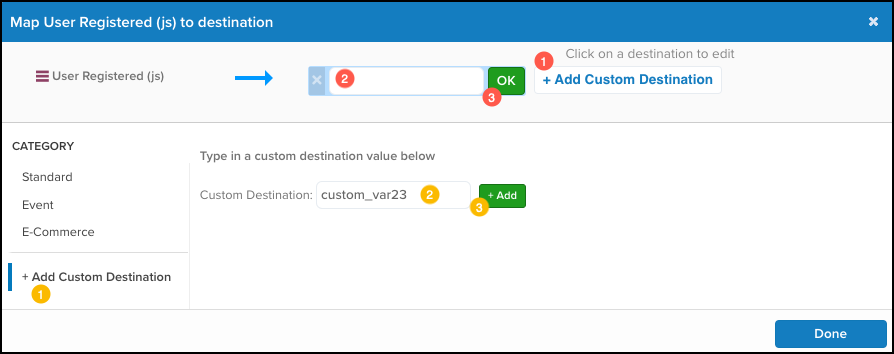 Map User Registered (js) to destination
Click on a destination to edit
1
User Registered (js)
2
OK
3
+ Add Custom Destination
CATEGORY
Standard
Event
E-Commerce
+ Add Custom Destination
1
Type in a custom destination value below
Custom Destination: custom_var23
2
3
+ Add
Done